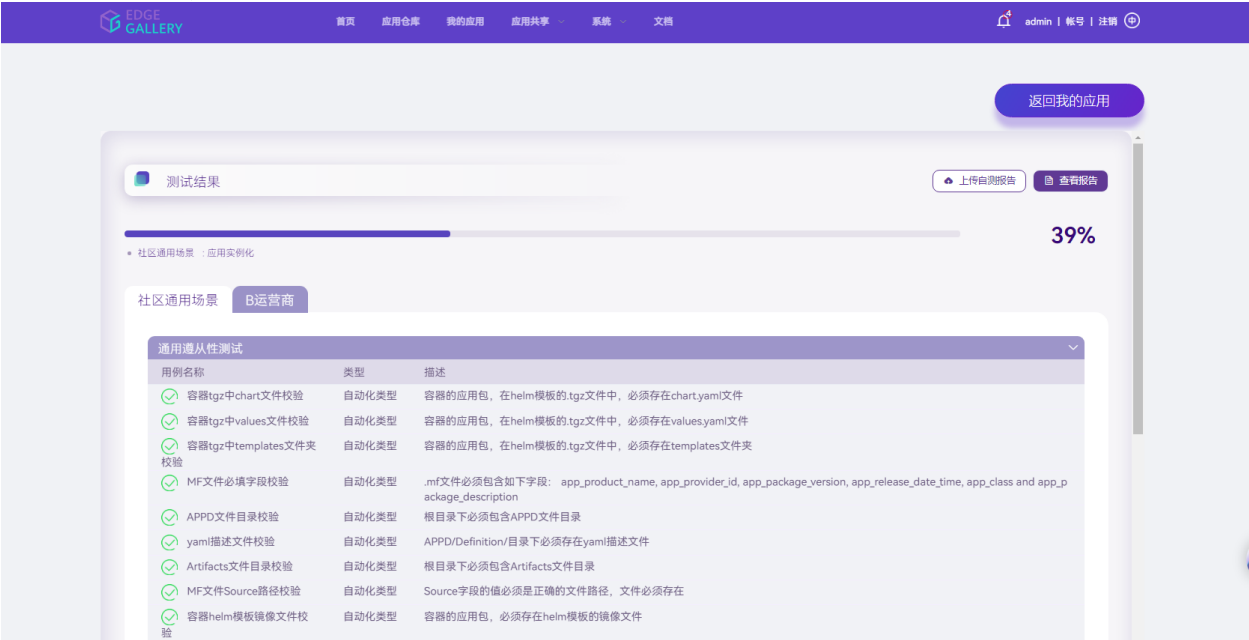 EDGE
GALLERY
首页 应用仓库 我的应用 应用共享 系统 文档
4
admin | 帐号 | 注销 中
返回我的应用
测试结果
上传自测报告 查看报告
39%
社区通用场景 : 应用实例化
社区通用场景 B运营商
通用遵从性测试
用例名称 类型 描述
容器tgz中chart文件校验 自动化类型 容器的应用包，在helm模板的.tgz文件中，必须存在chart.yaml文件
容器tgz中values文件校验 自动化类型 容器的应用包，在helm模板的.tgz文件中，必须存在values.yaml文件
容器tgz中templates文件夹 自动化类型 容器的应用包，在helm模板的.tgz文件中，必须存在templates文件夹
校验
MF文件必填字段校验 自动化类型 .mf文件必须包含如下字段： app_product_name, app_provider_id, app_package_version, app_release_date_time, app_class and app_p
ackage_description
APPD文件目录校验 自动化类型 根目录下必须包含APPD文件目录
yaml描述文件校验 自动化类型 APPD/Definition/目录下必须存在yaml描述文件
Artifacts文件目录校验 自动化类型 根目录下必须包含Artifacts文件目录
MF文件Source路径校验 自动化类型 Source字段的值必须是正确的文件路径，文件必须存在
容器helm模板镜像文件校 自动化类型 容器的应用包，必须存在helm模板的镜像文件
验